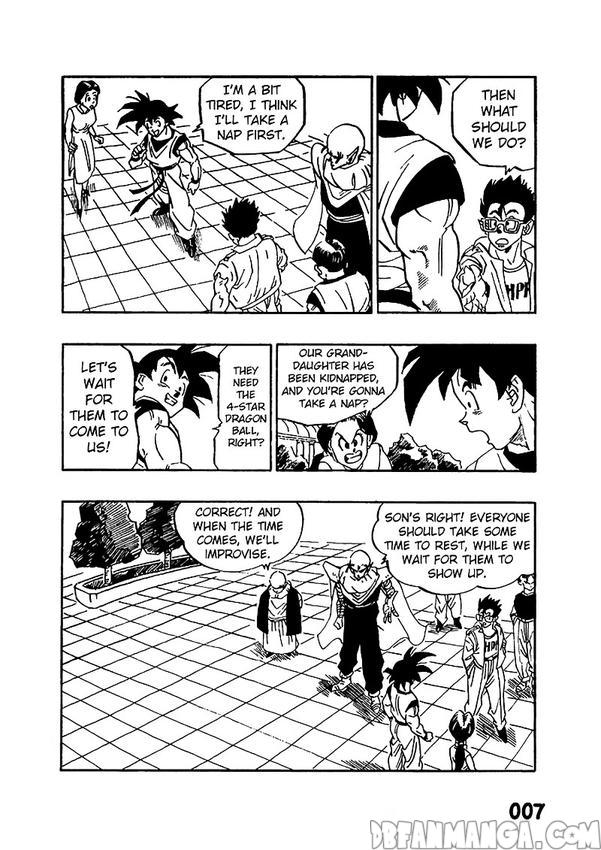 THEN
WHAT
SHOULD
WE DO?
HPF
I'M A BIT
TIRED, I THINK
I'LL TAKE A
NAP FIRST.
OUR GRAND-
DAUGHTER HAS
BEEN KIDNAPPED,
AND YOU'RE GONNA
TAKE A NAP?
THEY
NEED
THE
4-STAR
DRAGON
BALL,
RIGHT?
LET'S
WAIT
FOR
THEM TO
COME TO
US!
SON'S RIGHT! EVERYONE
SHOULD TAKE SOME
TIME TO REST, WHILE WE
WAIT FOR THEM TO
SHOW UP.
CORRECT! AND
WHEN THE TIME
COMES, WE'LL
IMPROVISE.
007
DBFANMANGA.COM